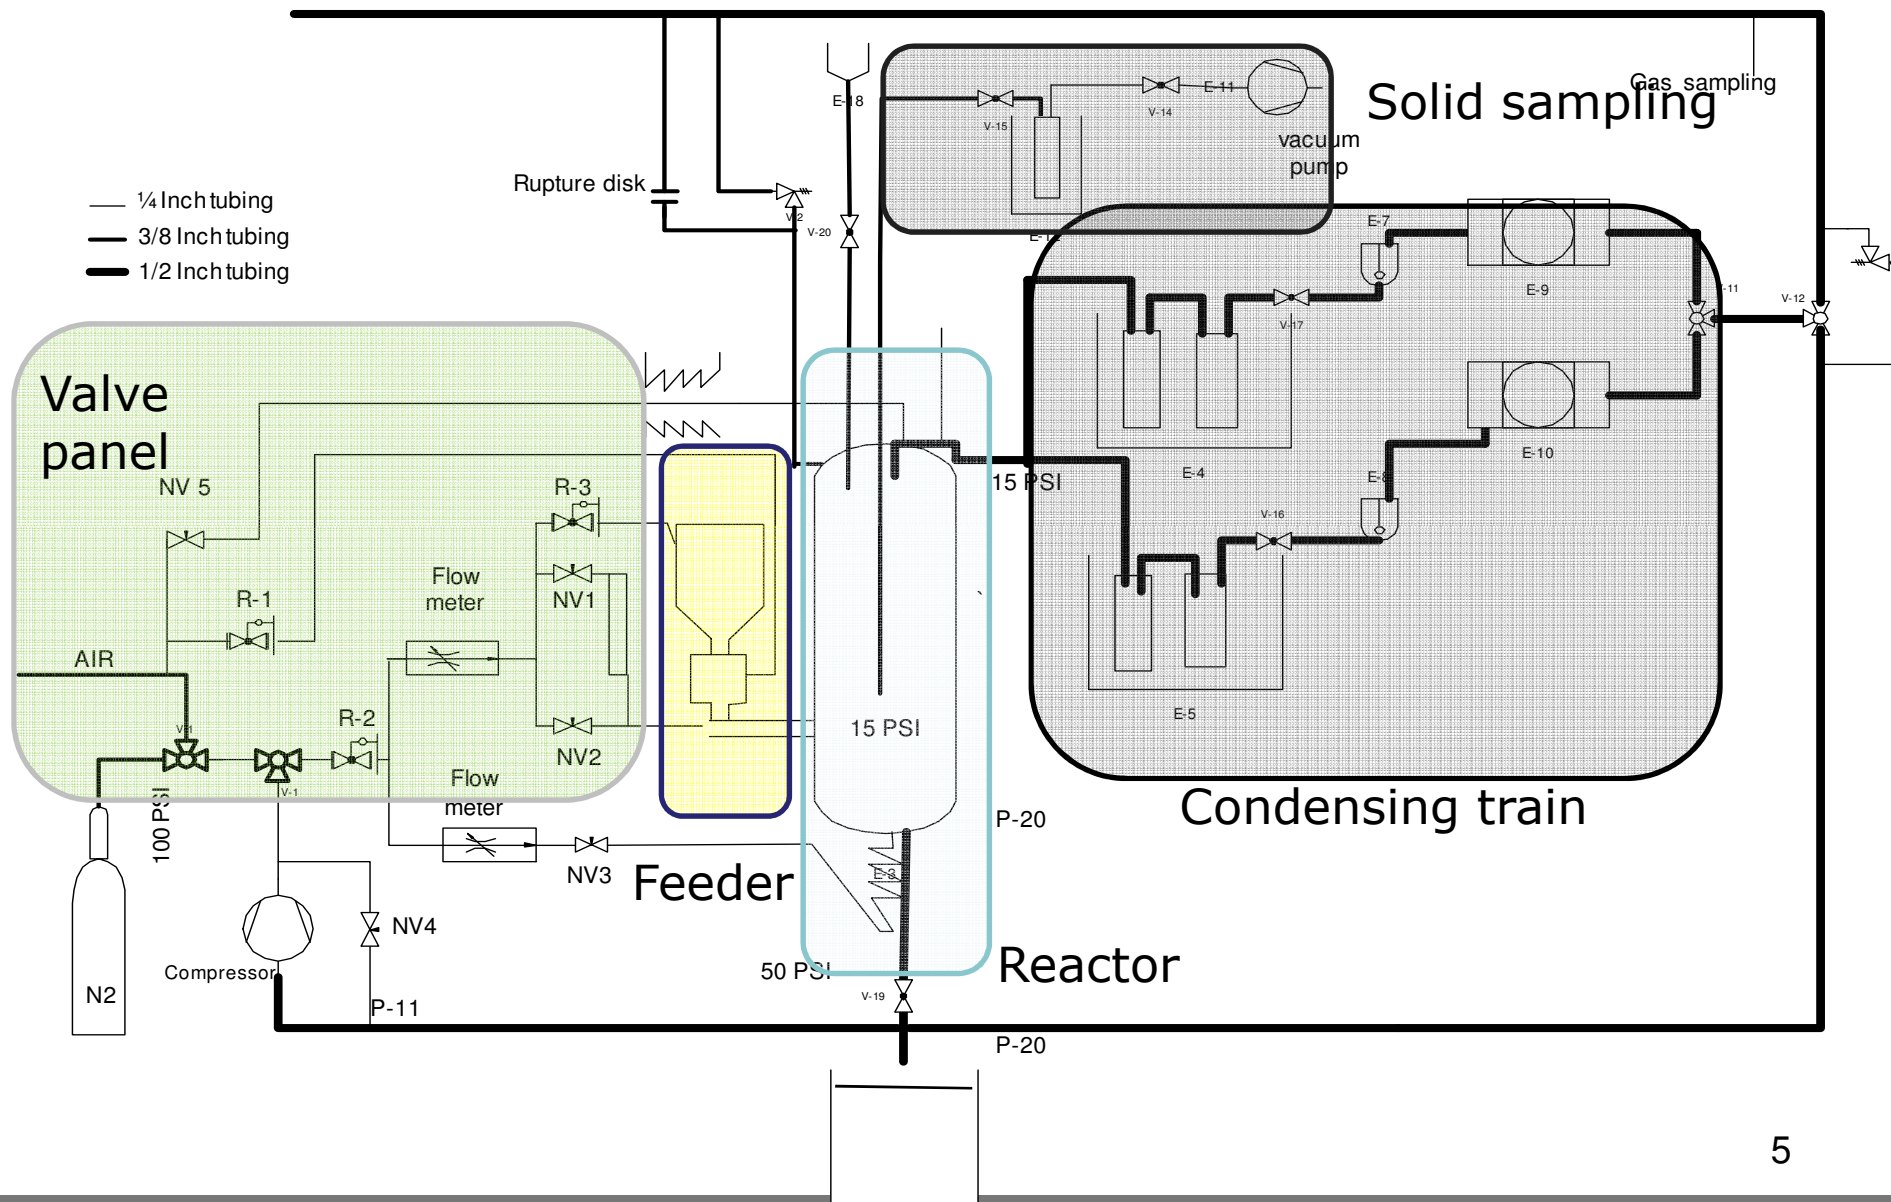 Gas sampling
Solid sampling
E-18
E-11
V-15
V-14
vacuum
pump
Rupture disk
V-20
¼ Inch tubing
3/8 Inch tubing
1/2 Inch tubing
E-7
E-9
V-17
V-12
Valve
panel
NV 5
R-3
15 PSI
E-4
E-10
V-16
Flow
meter
NV1
R-1
AIR
R-2
NV2
15 PSI
E-5
V-1
100 PSI
Flow
meter
P-20
Condensing train
NV3
Feeder
E-3
NV4
Compressor
50 PSI
Reactor
N2
P-11
V-19
P-20
5